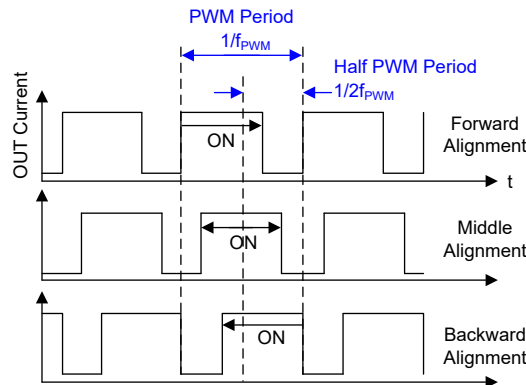 PWM Period
1/fPWM
Half PWM Period
1/2fPWM
OUT Current
ON
Forward
Alignment
t
ON
Middle
Alignment
ON
Backward
Alignment